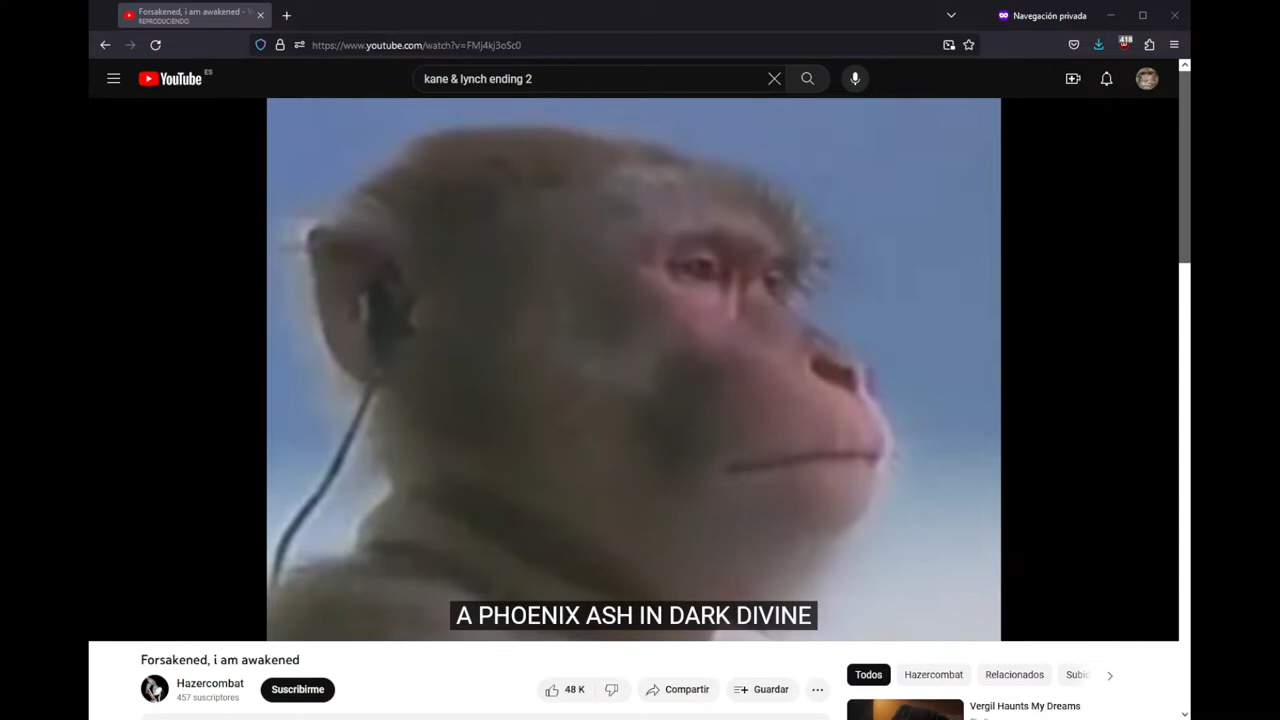 Forsakened, i am awakened -
REPRODUCIENDO
Navegación privada
https://www.youtube.com/watch?v=FMj4kj3oSc0
418
YouTube ES
kane & lynch ending 2
A PHOENIX ASH IN DARK DIVINE
Forsakened, i am awakened
Hazercombat
457 suscriptores
Suscribirme
48 K
Compartir
Guardar
Todos
Hazercombat
Relacionados
Subid
Vergil Haunts My Dreams